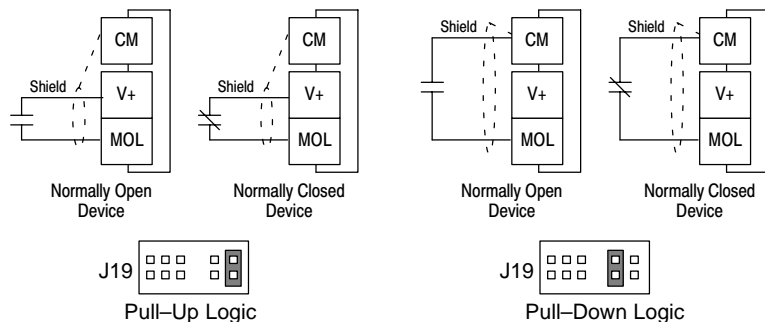 CM
Shield
V+
MOL
Normally Open
Device
CM
Shield
V+
MOL
Normally Closed
Device
J19
Pull–Up Logic
Shield
CM
V+
MOL
Normally Open
Device
Shield
CM
V+
MOL
Normally Closed
Device
J19
Pull–Down Logic